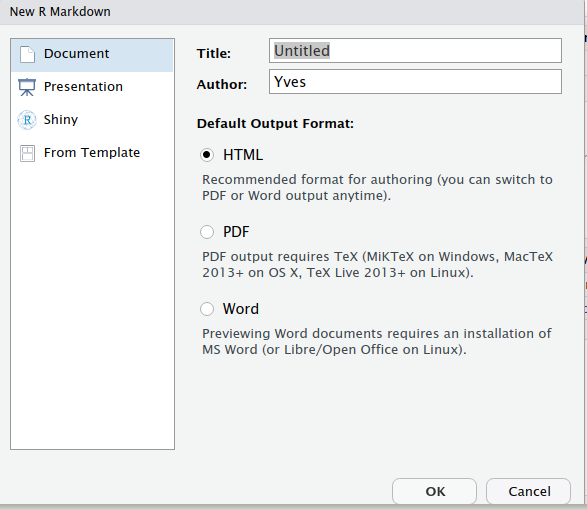 New R Markdown
Document
Presentation
R Shiny
From Template
Title: Untitled
Author: Yves
Default Output Format:
HTML
Recommended format for authoring (you can switch to
PDF or Word output anytime).
PDF
PDF output requires TeX (MiKTeX on Windows, MacTeX
2013+ on OS X, TeX Live 2013+ on Linux).
Word
Previewing Word documents requires an installation of
MS Word (or Libre/Open Office on Linux).
OK Cancel